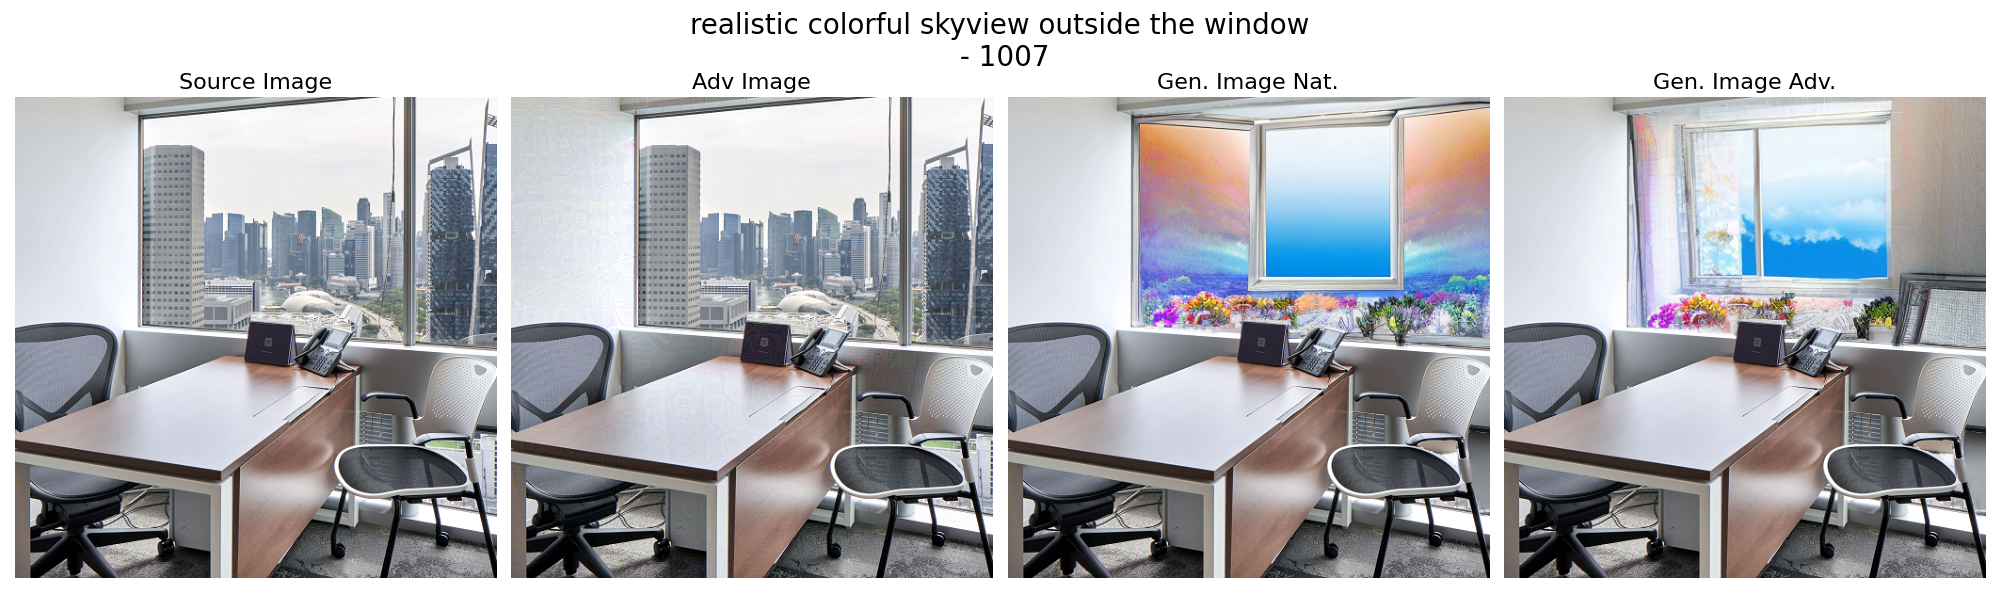 realistic colorful skyview outside the window
- 1007
Source Image
Adv Image
Gen. Image Nat.
Gen. Image Adv.